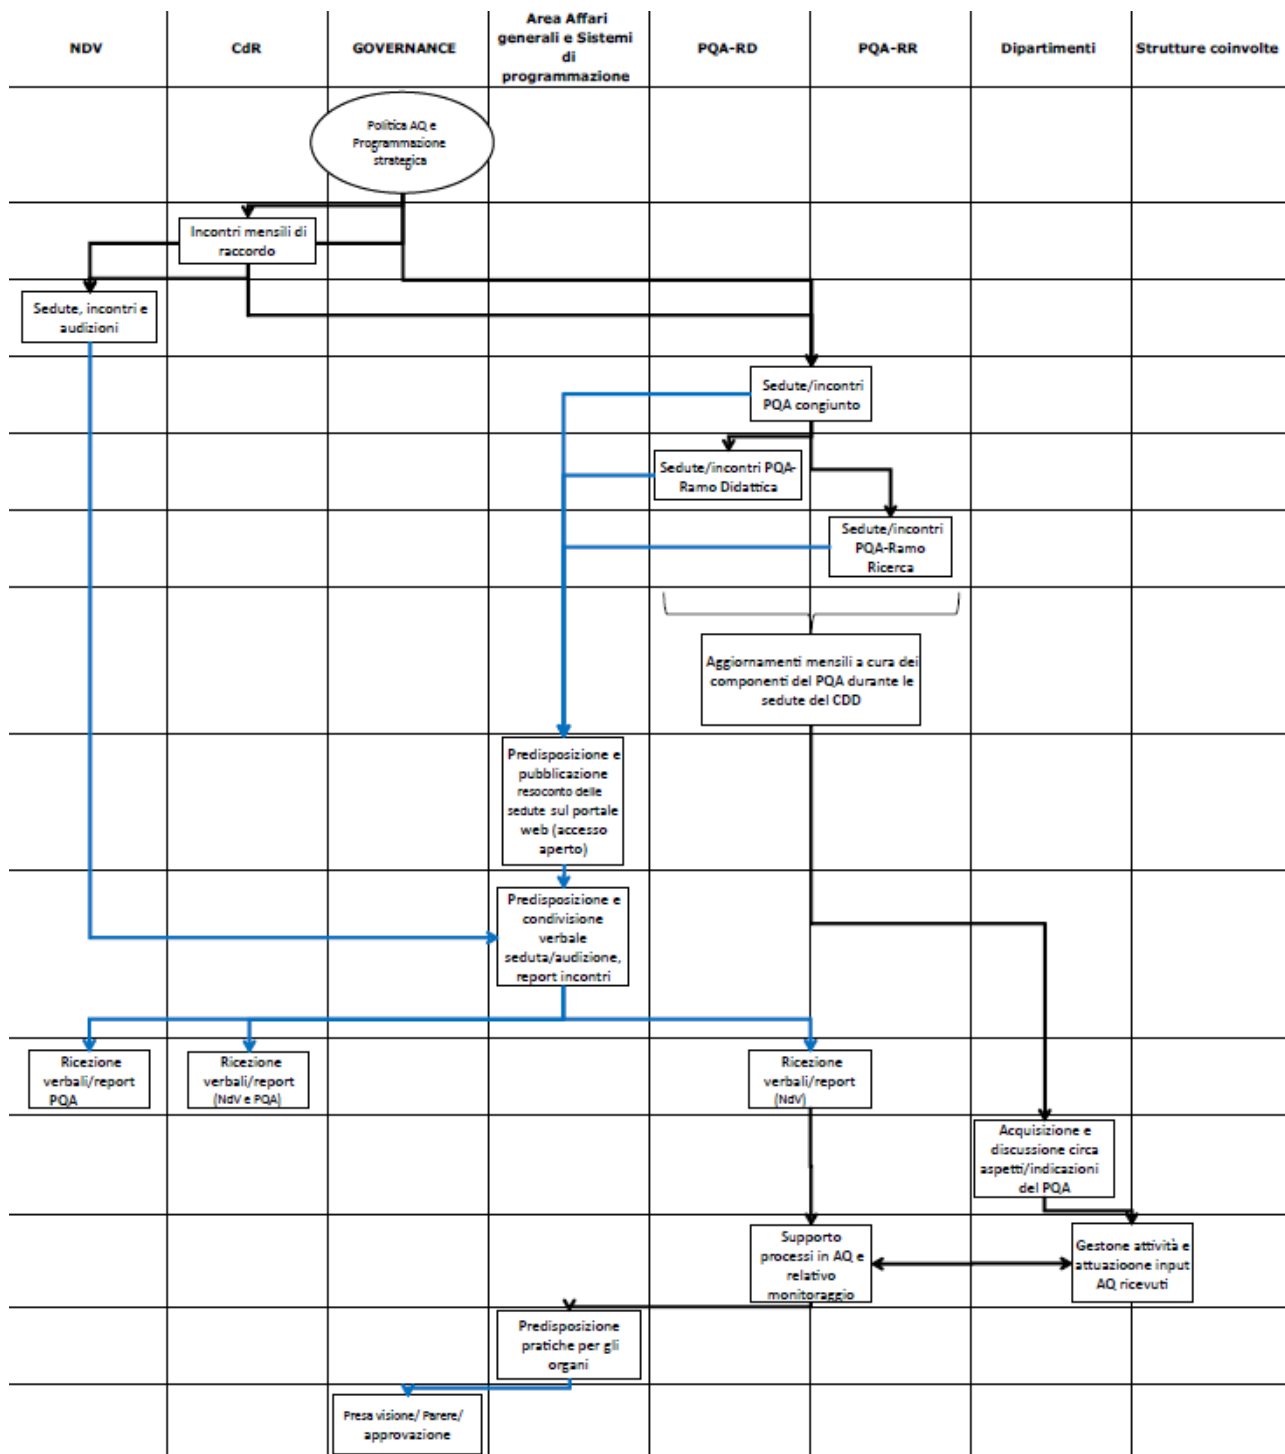 NDV
CdR
GOVERNANCE
Area Affari
generali e Sistemi
di
programmazione
PQA-RD
PQA-RR
Dipartimenti
Strutture coinvolte
Politica AQ e
Programmazione
strategica
Incontri mensili di
raccordo
Sedute, incontri e
audizioni
Sedute/incontri
PQA congiunto
Sedute/incontri PQA-
Ramo Didattica
Sedute/incontri
PQA-Ramo
Ricerca
Aggiornamenti mensili a cura dei
componenti del PQA durante le
sedute del CDD
Predisposizione e
pubblicazione
resoconto delle
sedute sul portale
web (accesso
aperto)
Predisposizione e
condivisione
verbale
seduta/audizione,
report incontri
Ricezione
verbali/report
PQA
Ricezione
verbali/report
(NdV e PQA)
Ricezione
verbali/report
(NdV)
Acquisizione e
discussione circa
aspetti/indicazioni
del PQA
Supporto
processi in AQ e
relativo
monitoraggio
Gestone attività e
attuazioone input
AQ ricevuti
Predisposizione
pratiche per gli
organi
Presa visione/ Parere/
approvazione